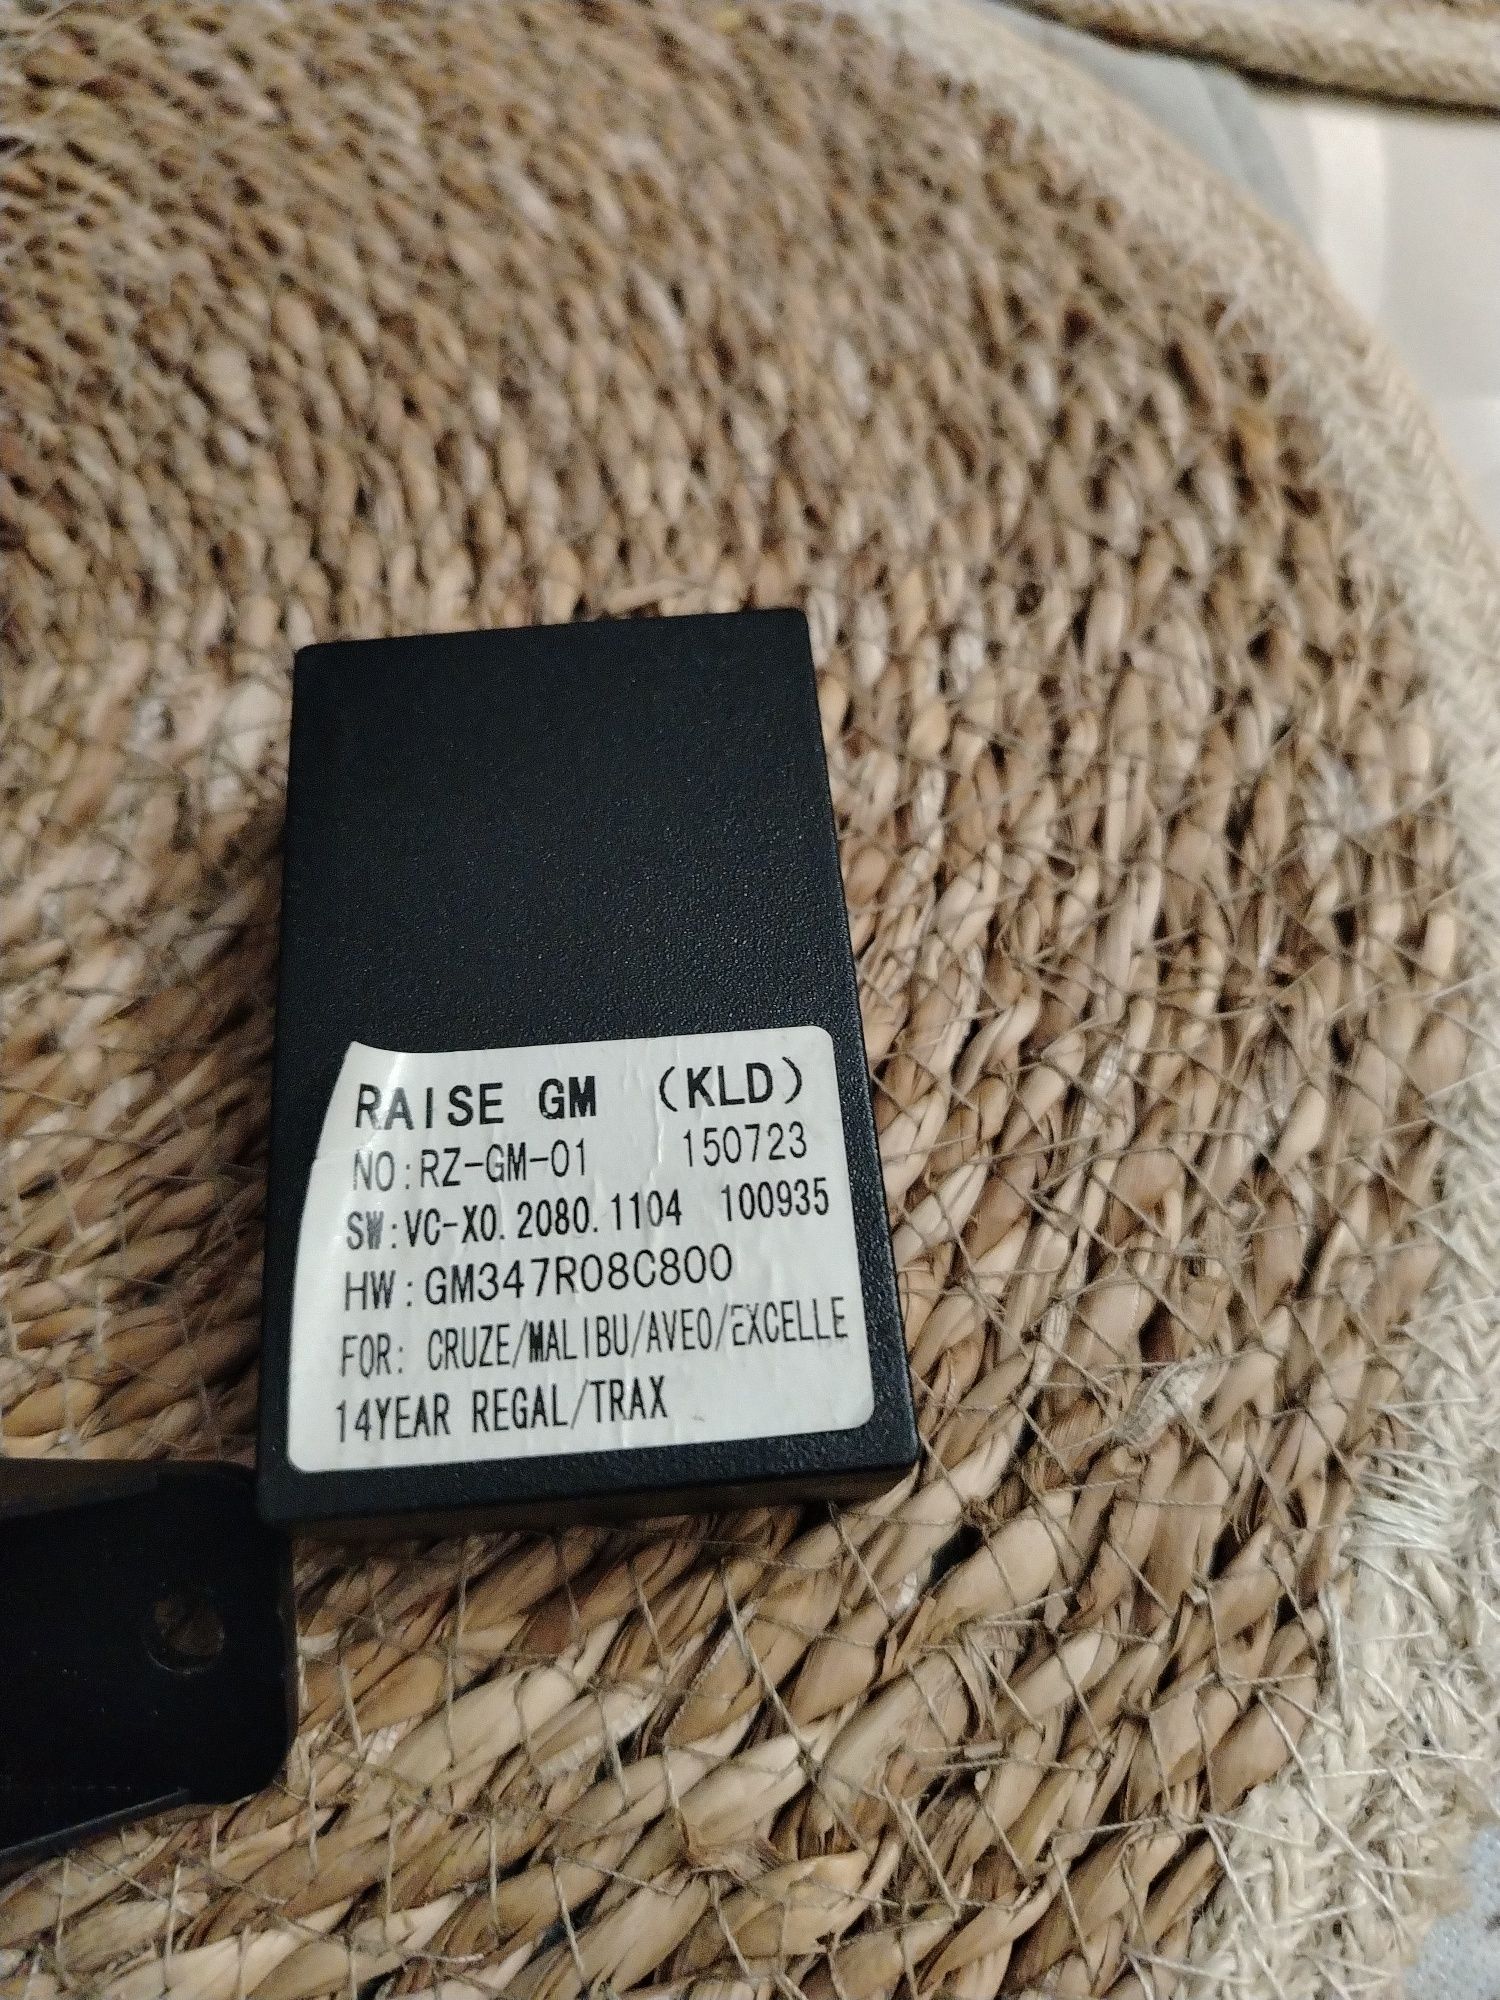 RAISE GM (KLD)
NO:RZ-GM-01 150723
SW:VC-X0.2080.1104 100935
HW:GM347R08C800
FOR: CRUZE/MALIBU/AVEO/EXCELLE
14YEAR REGAL/TRAX